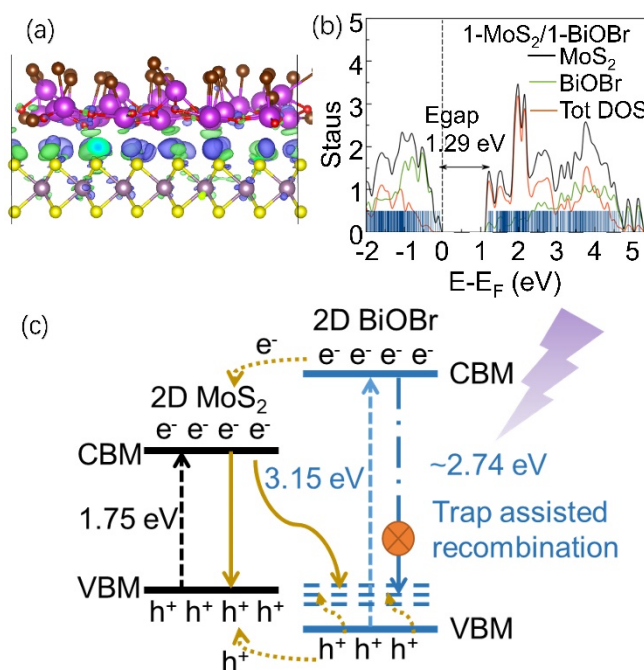 (a)
(b)
1-MoS₂/1-BiOBr
MoS₂
BiOBr
Tot DOS
Egap
1.29 eV
Staus
5
4
3
2
1
0
-2 -1 0 1 2 3 4 5
E-E_F (eV)
(c)
2D BiOBr
e⁻
e⁻ e⁻ e⁻ e⁻
CBM
2D MoS₂
e⁻ e⁻ e⁻ e⁻
CBM
3.15 eV
~2.74 eV
1.75 eV
Trap assisted
recombination
VBM
h⁺ h⁺ h⁺ h⁺
h⁺ h⁺ h⁺
VBM
h⁺